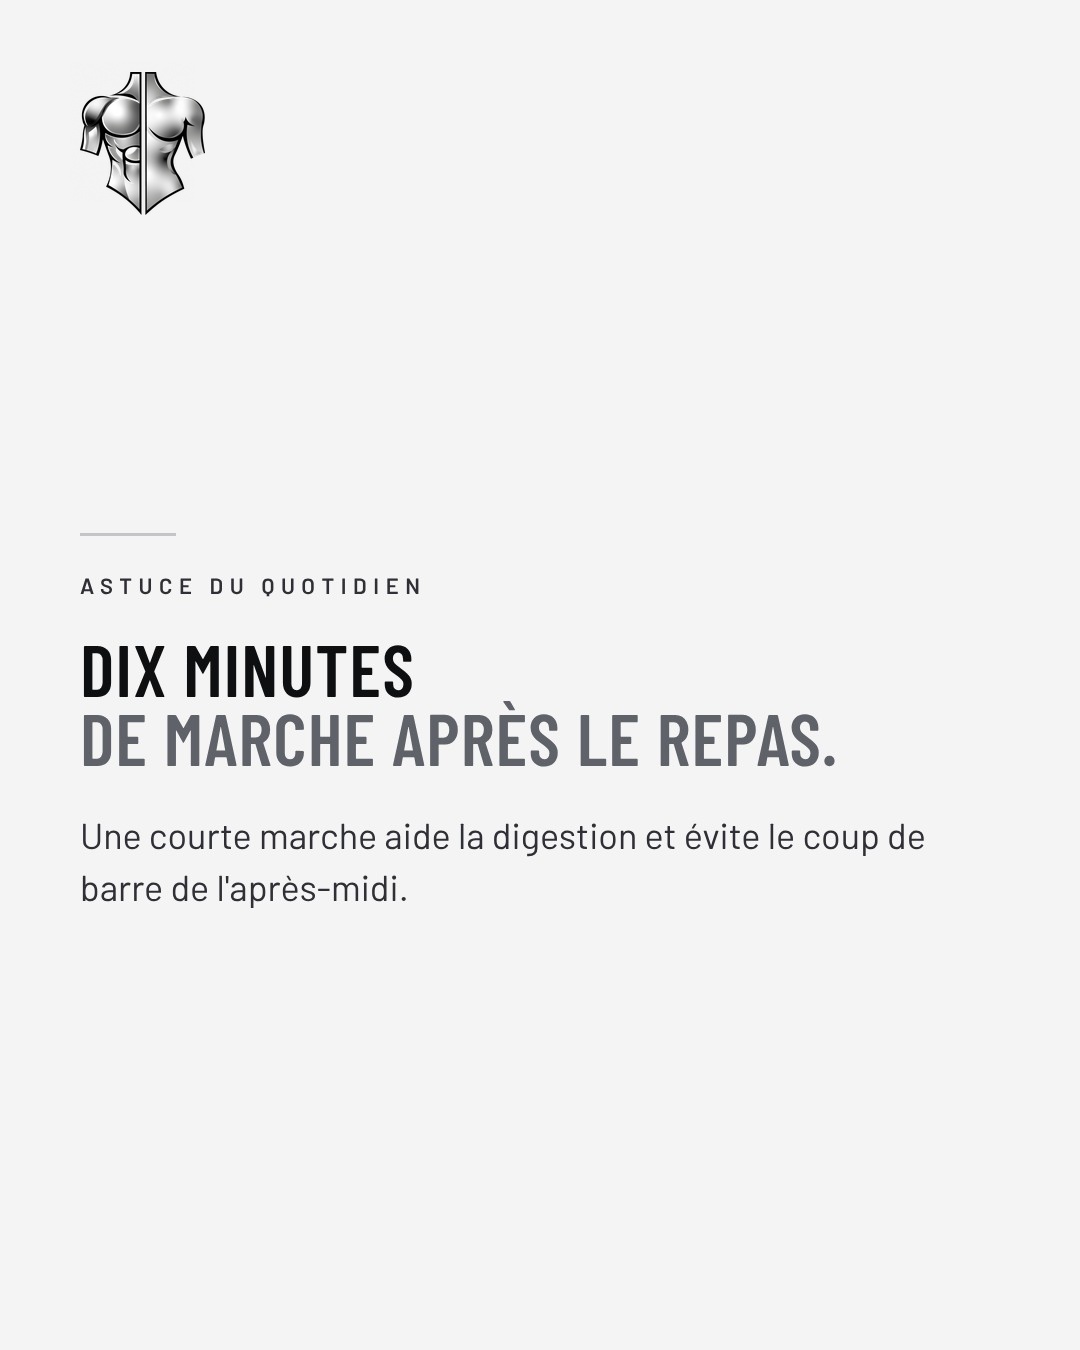 ASTUCE DU QUOTIDIEN
DIX MINUTES
DE MARCHE APRÈS LE REPAS.
Une courte marche aide la digestion et évite le coup de
barre de l'après-midi.